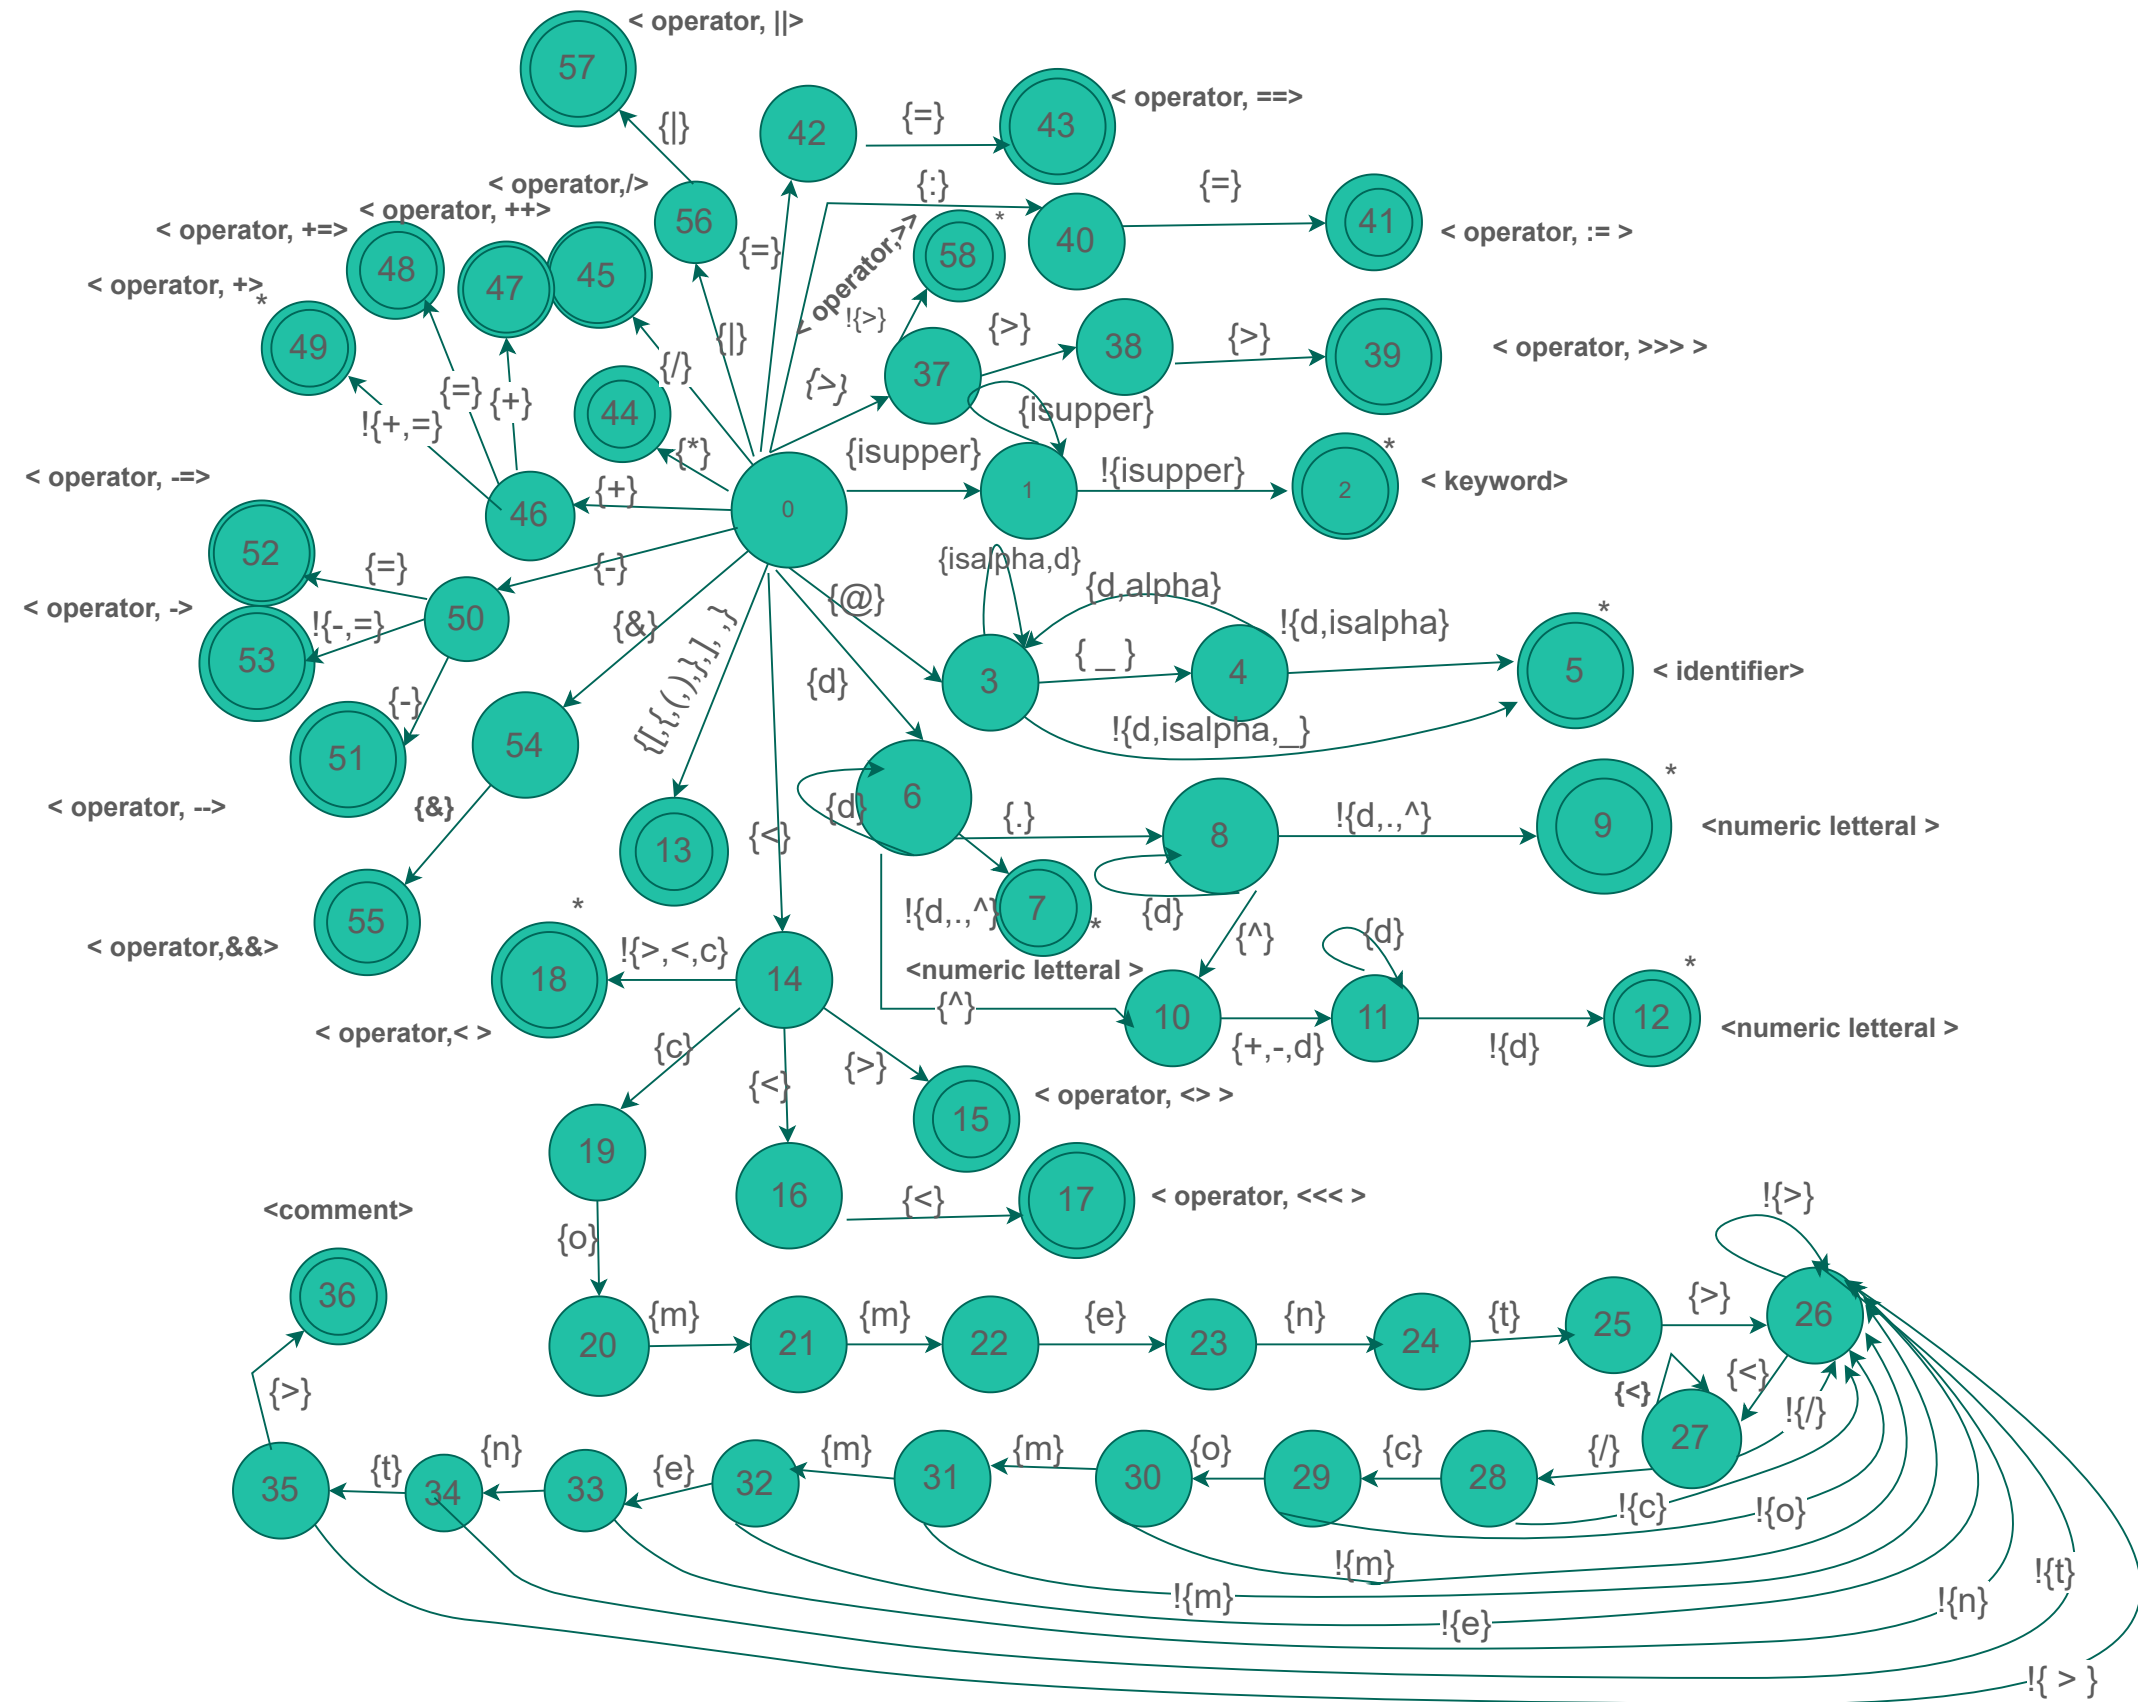 < operator, ||>
57
42
{=}
43
< operator, ==>
{|}
< operator,/>
{:}
{=}
< operator, ++>
56
*
41
< operator, +=>
48
47
45
{=}
< operator,>>
58
40
< operator, := >
< operator, +>
*
49
{|}
!{>}
{>}
38
{>}
39
< operator, >>> >
{/}
{>}
37
{=}
{+}
44
{isupper}
!{+,=}
{*}
{isupper}
!{isupper}
*
< operator, -=>
{+}
0
1
2
< keyword>
46
52
{=}
{-}
{isalpha,d}
{d,alpha}
< operator, ->
!{-,=}
50
{&}
{@}
!{d,isalpha}
*
53
{-}
{[,{,(,),},], ,}
{d}
3
{ _ }
4
5
< identifier>
51
54
!{d,isalpha,_}
< operator, -->
{&}
{<}
{d}
6
{.}
8
!{d,.,^}
9
*
<numeric letteral >
13
55
*
!{d,.,^}
7
*
{d}
{d}
< operator,&&>
!{>,<,c}
{^}
18
14
<numeric letteral >
*
< operator,< >
{^}
10
11
12
<numeric letteral >
{c}
{<}
{>}
{+,-,d}
!{d}
15
< operator, <> >
19
16
{<}
17
< operator, <<< >
<comment>
!{>}
{o}
36
{m}
{m}
{e}
{n}
{t}
{>}
20
21
22
23
24
25
26
{>}
{<}
{<}
!{/}
{t}
{n}
{e}
{m}
{m}
{o}
{c}
{/}
27
35
34
33
32
31
30
29
28
!{c}
!{o}
!{m}
!{t}
!{m}
!{n}
!{e}
!{ > }